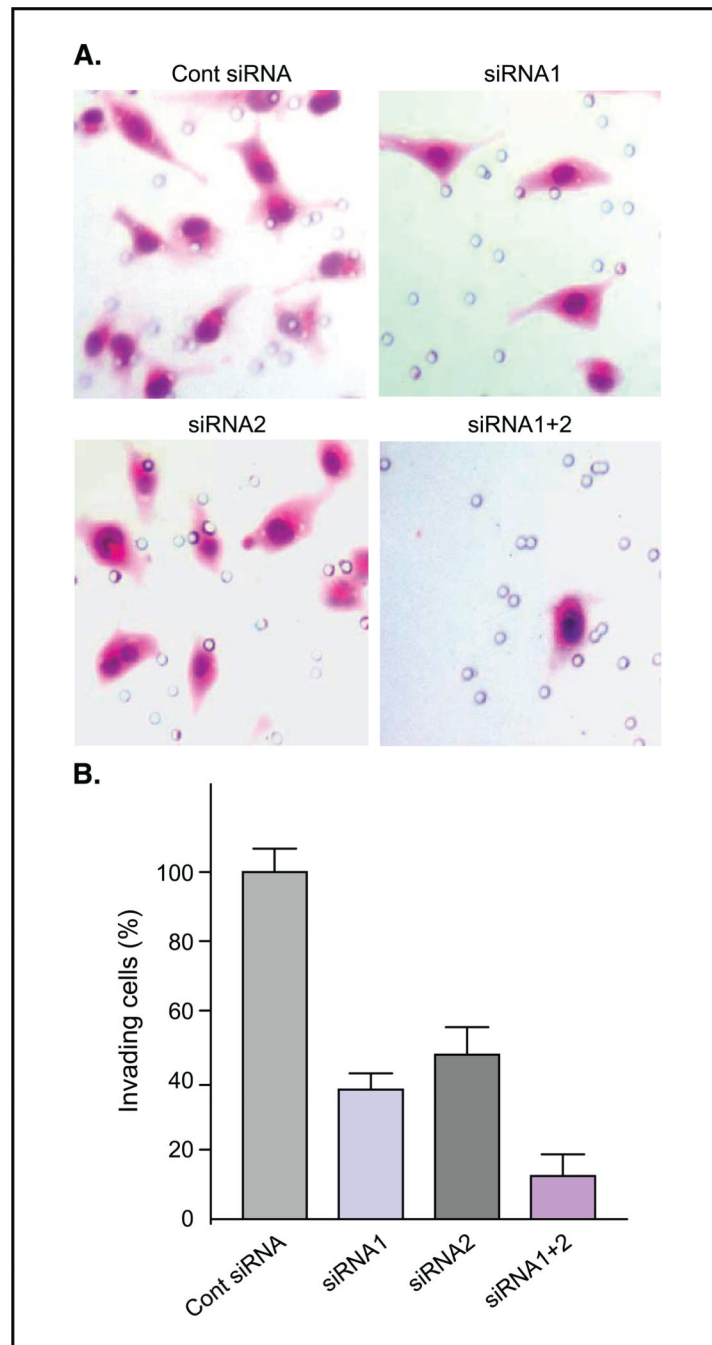 A.
Cont siRNA
siRNA1
siRNA2
siRNA1+2
B.
Invading cells (%)
100
80
60
40
20
0
Cont siRNA
siRNA1
siRNA2
siRNA1+2